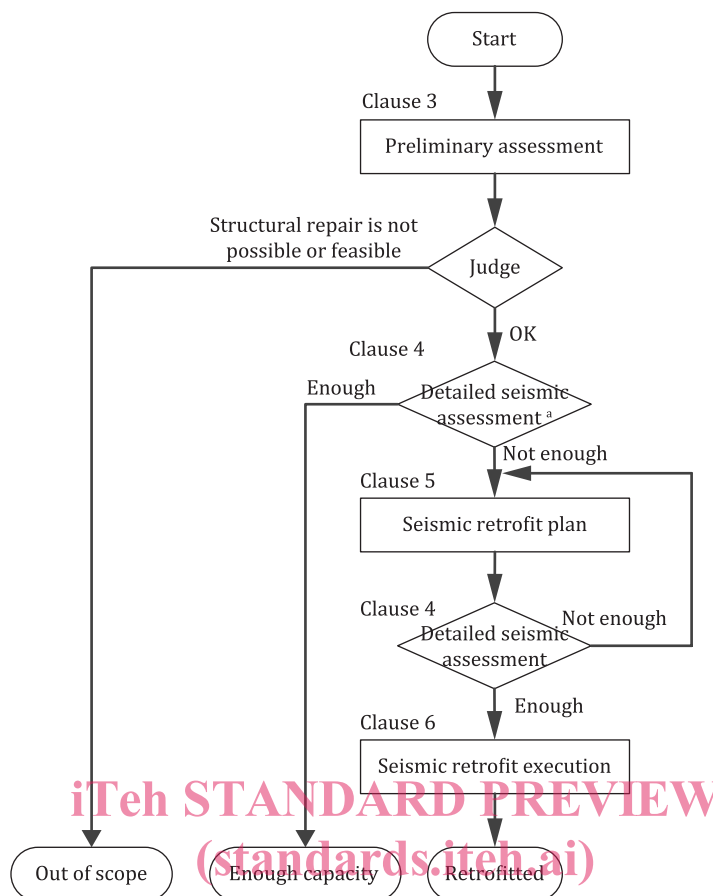 Start
Clause 3
Preliminary assessment
Structural repair is not
possible or feasible
Judge
OK
Clause 4
Enough
Detailed seismic
assessment a
Not enough
Clause 5
Seismic retrofit plan
Clause 4
Not enough
Detailed seismic
assessment
Enough
Clause 6
Seismic retrofit execution
iTeh STANDARD PREVIEW
(standards.iteh.ai)
Out of scope
Enough capacity
Retrofitted